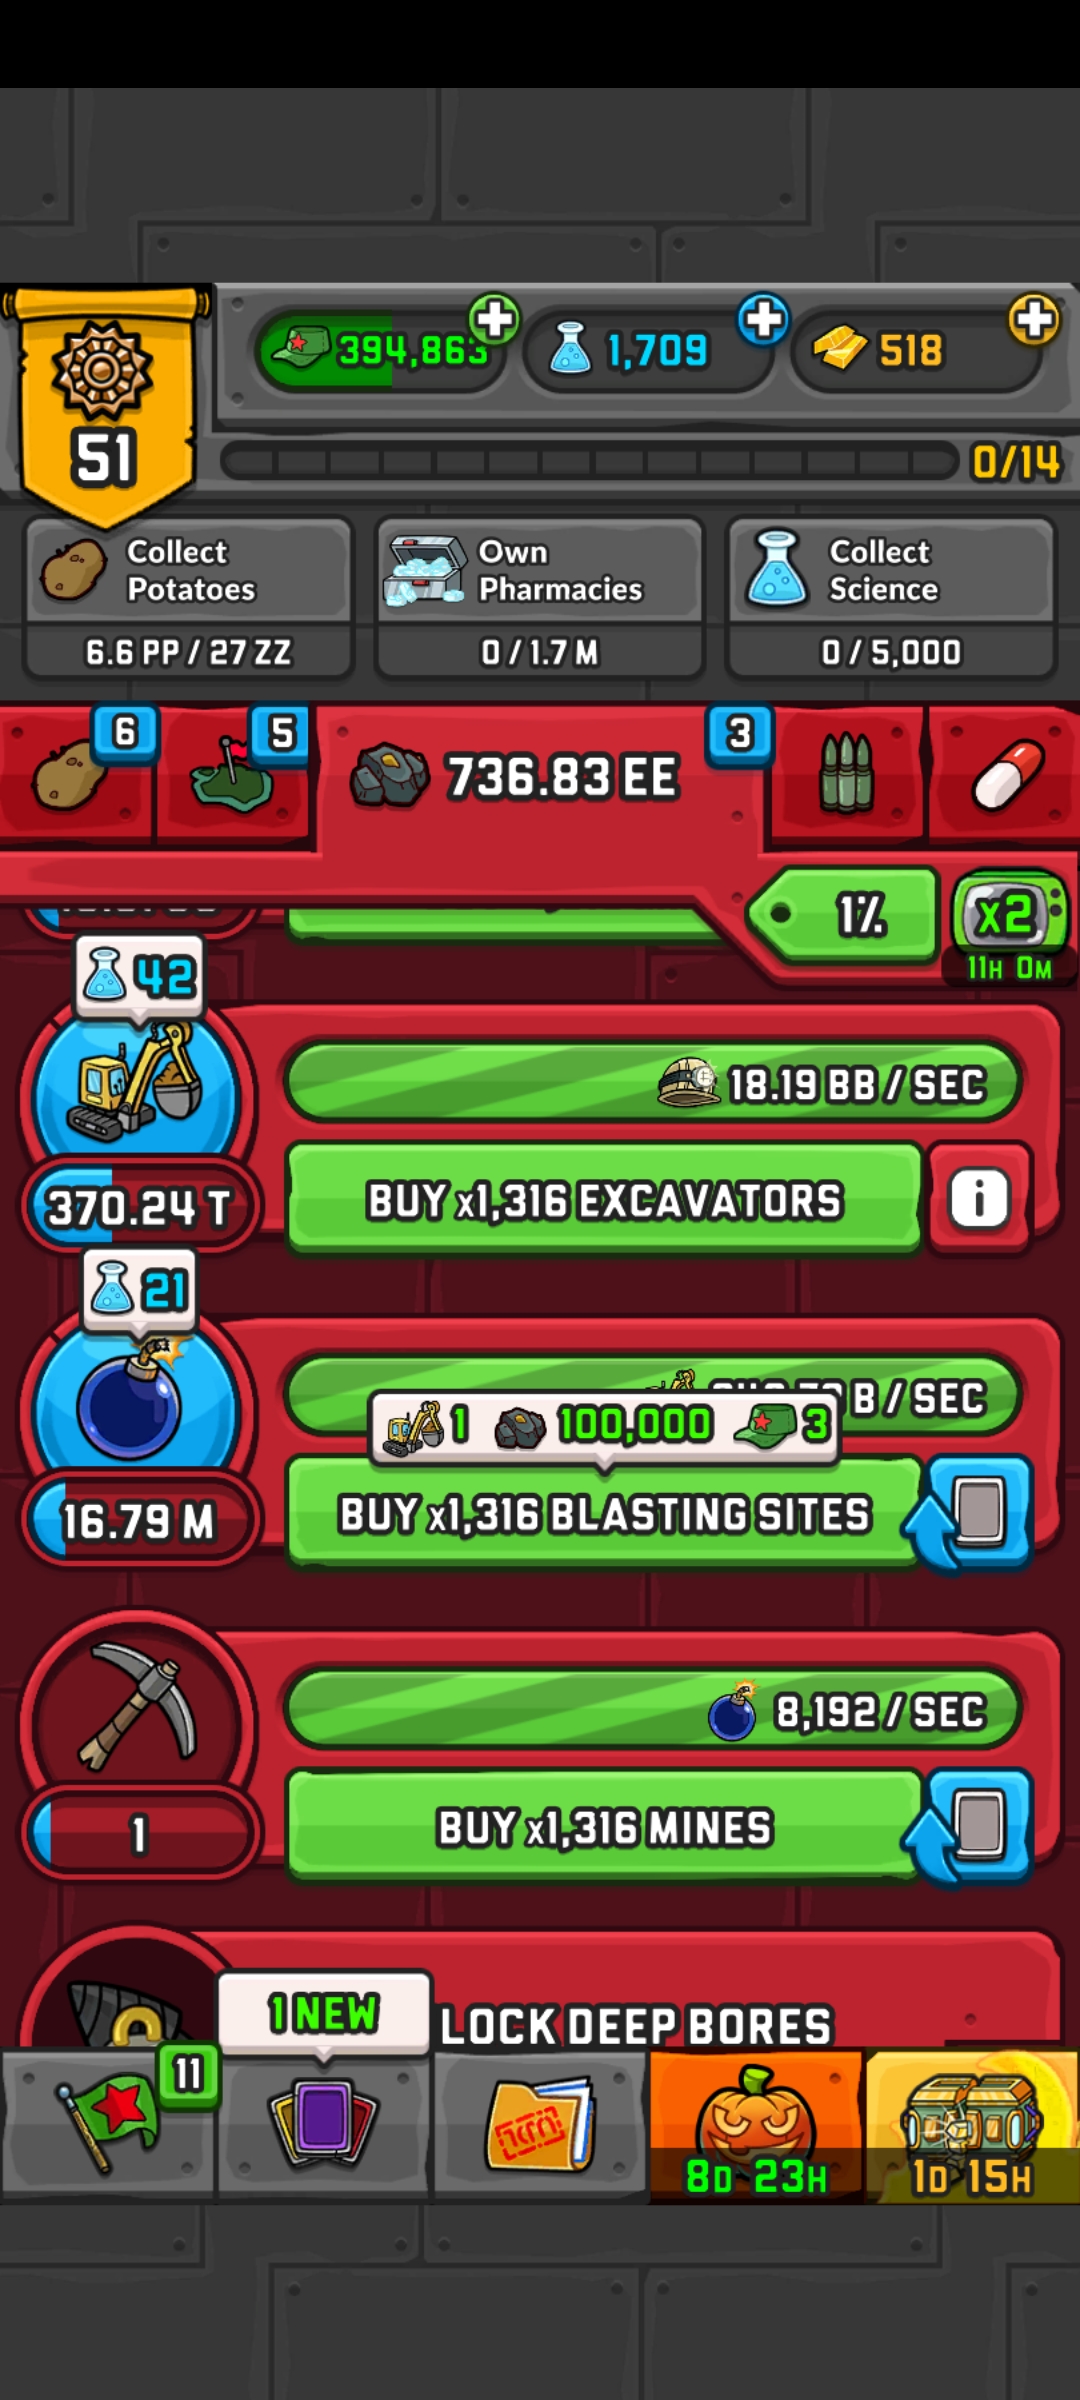 394,863
1,709
518
51
0/14
Collect Potatoes
6.6 PP / 27 ZZ
Own Pharmacies
0 / 1.7 M
Collect Science
0 / 5,000
6
5
736.83 EE
3
1%
x2
11H 0M
42
18.19 BB / SEC
370.24 T
BUY x1,316 EXCAVATORS
i
21
B / SEC
1
100,000
3
16.79 M
BUY x1,316 BLASTING SITES
8,192 / SEC
1
BUY x1,316 MINES
1 NEW
LOCK DEEP BORES
11
8D 23H
1D 15H